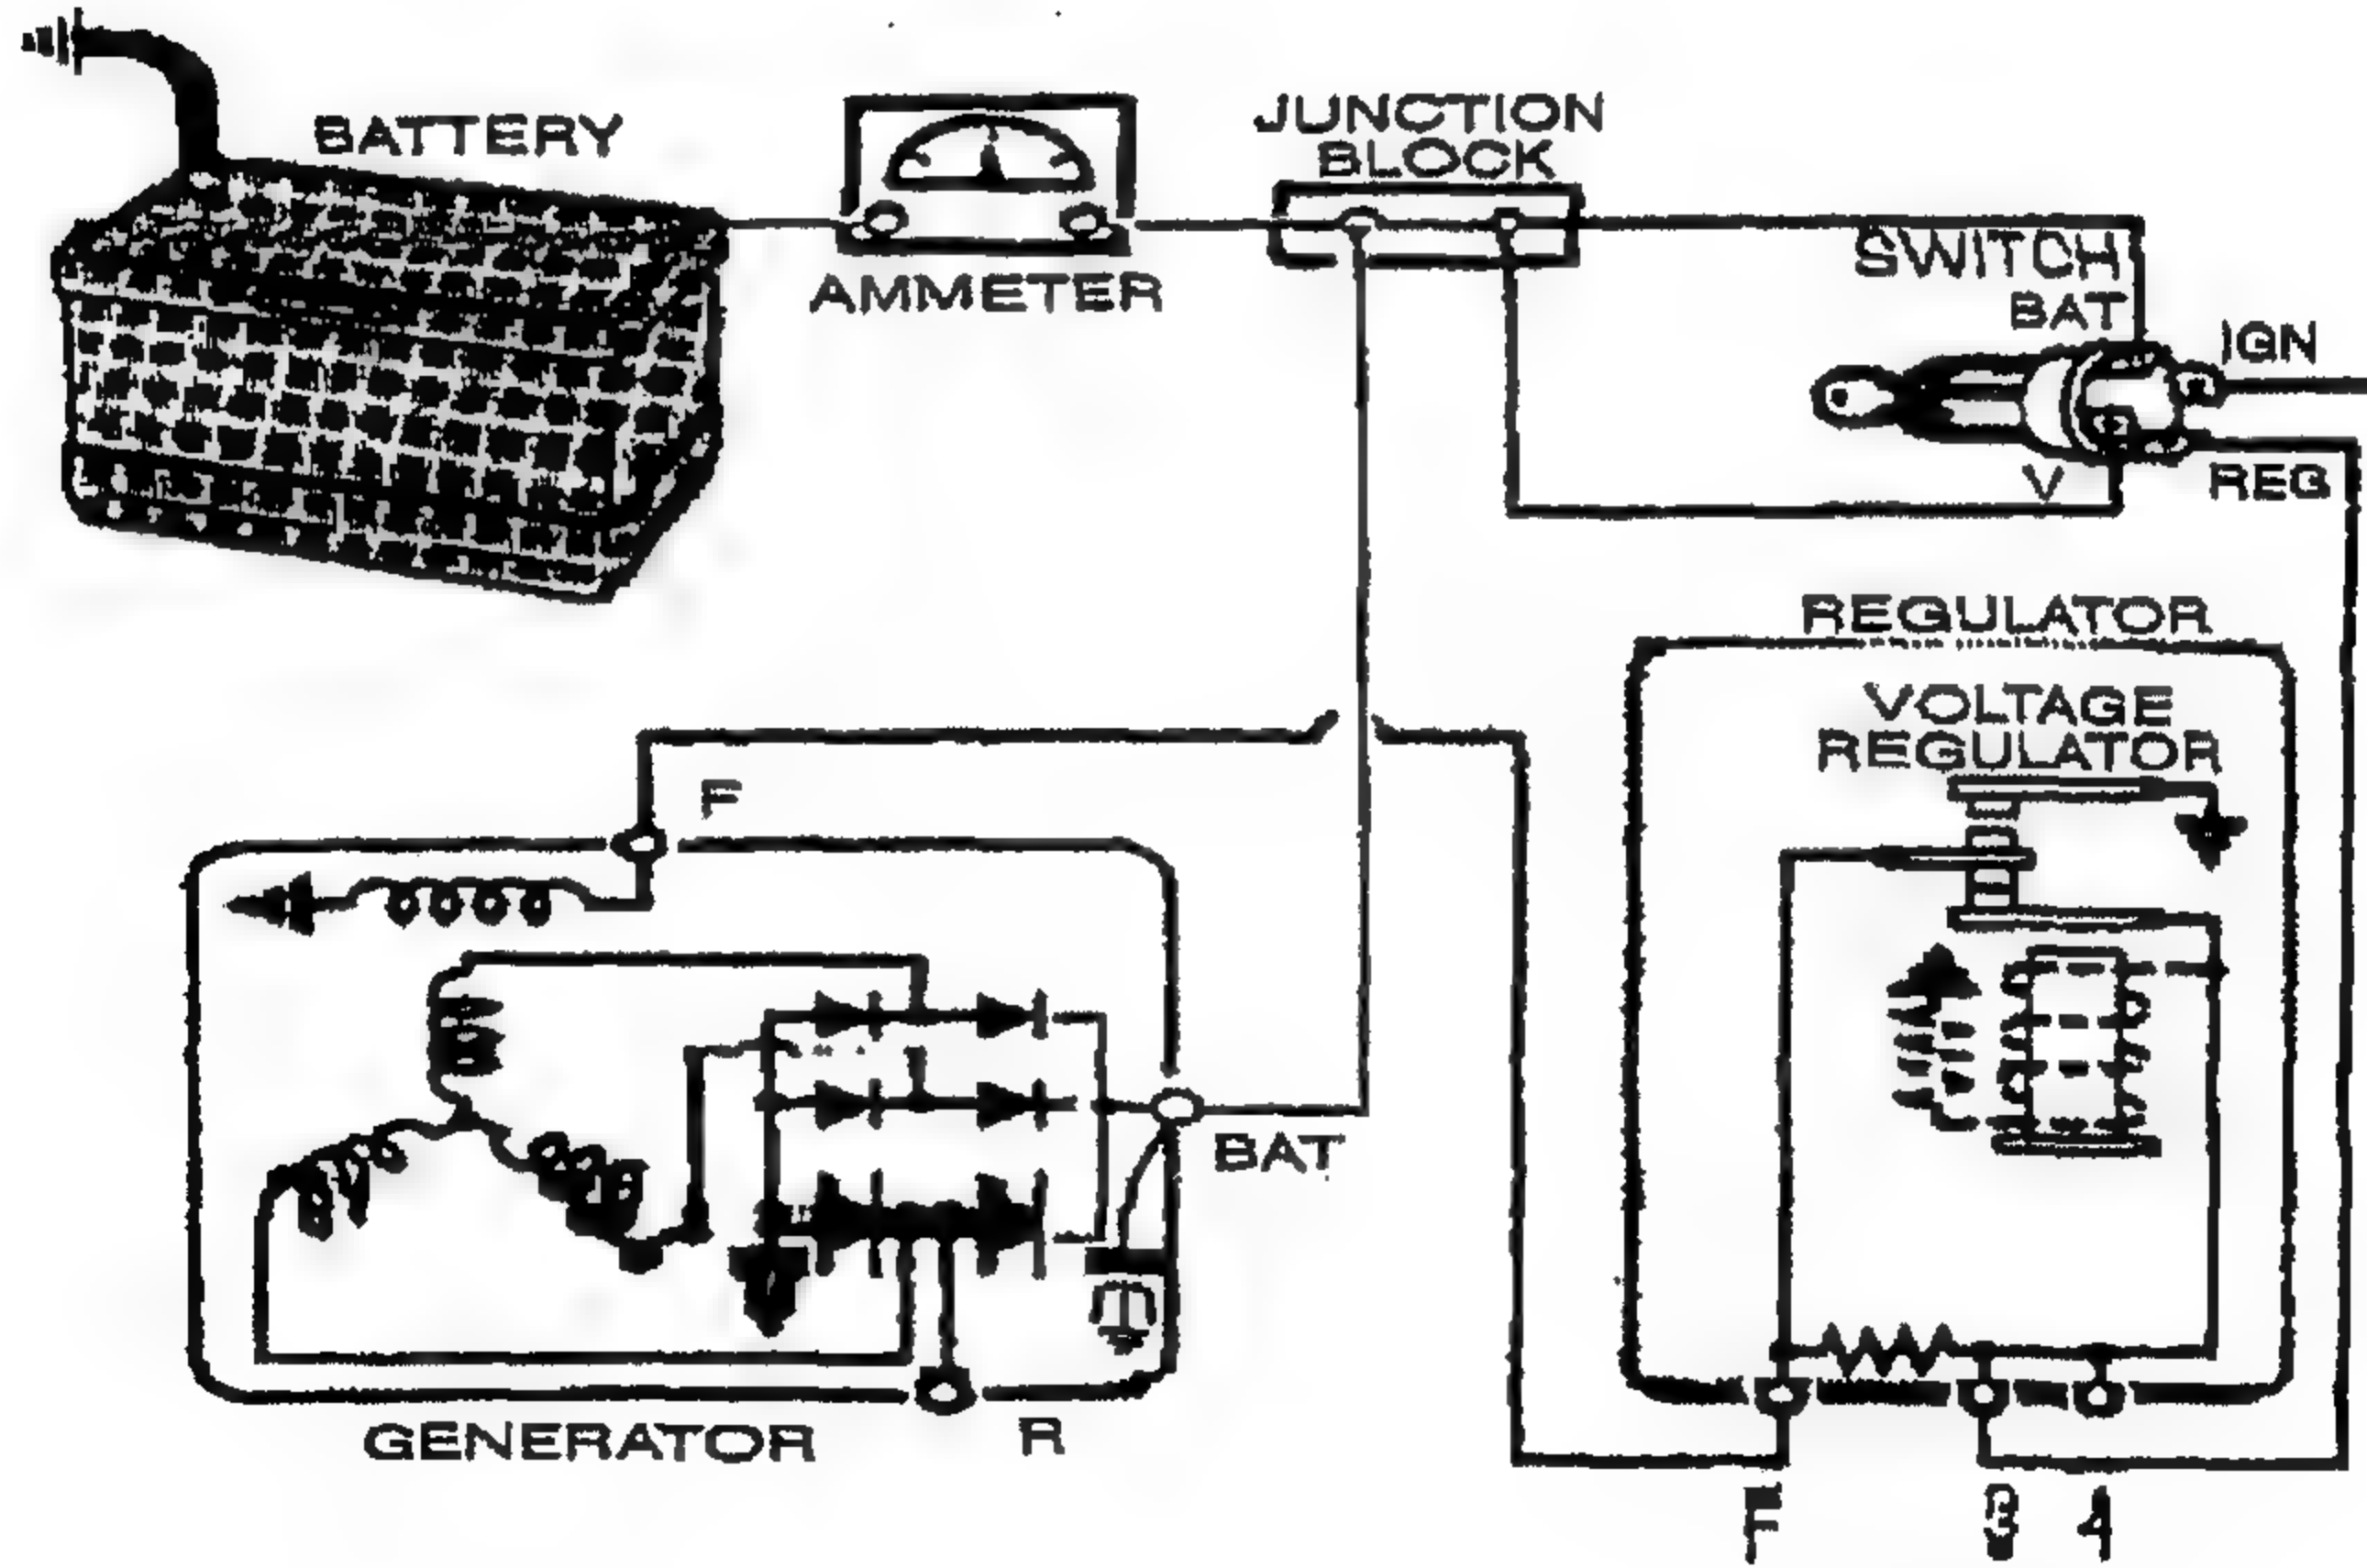 BATTERY
JUNCTION
BLOCK
AMMETER
SWITCH
BAT
IGN
V
REG
REGULATOR
VOLTAGE
REGULATOR
F
BAT
GENERATOR
R
F
3
4